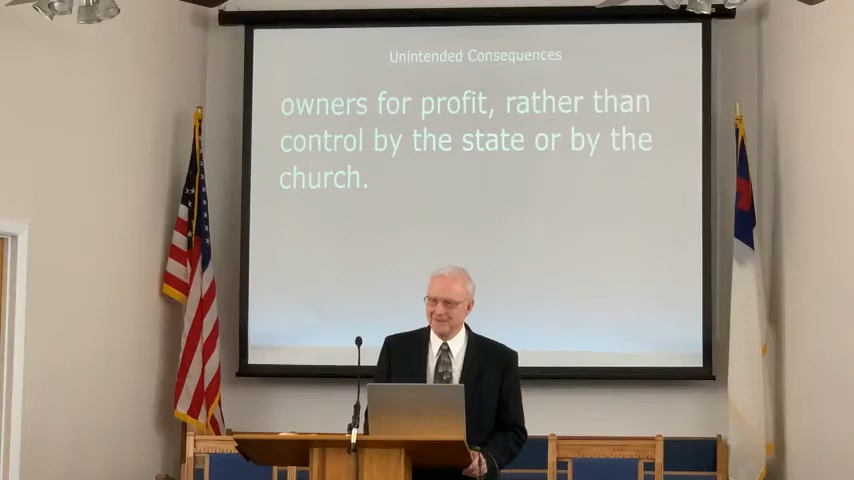 Unintended Consequences
owners for profit, rather than
control by the state or by the
church.